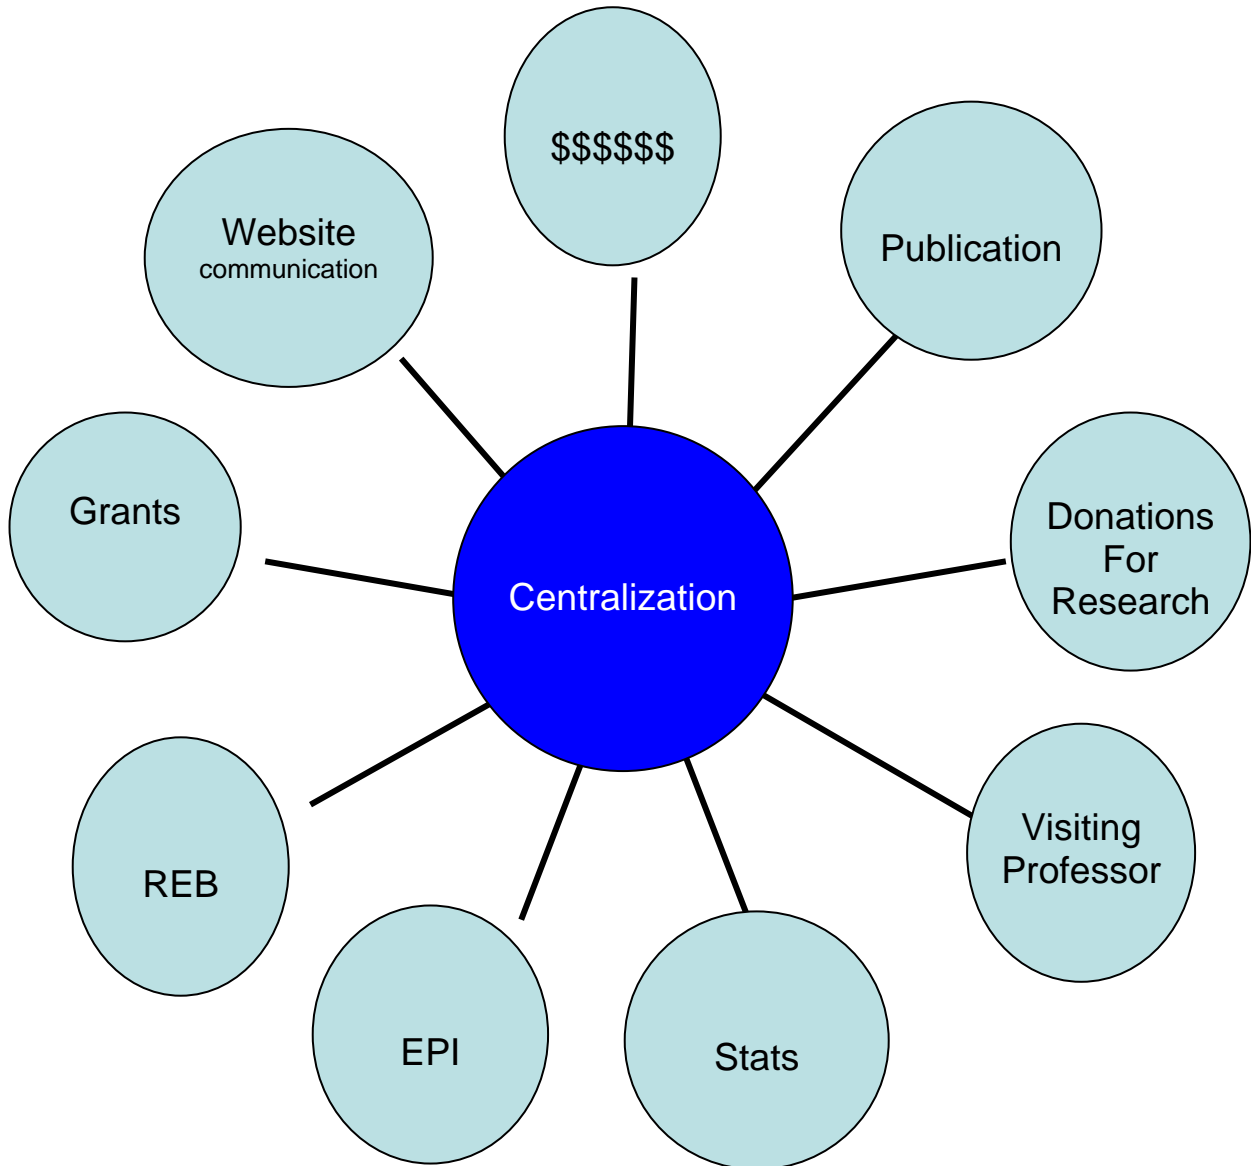 $$$$$$
Website
communication
Publication
Grants
Donations
For
Research
Centralization
Visiting
Professor
REB
EPI
Stats